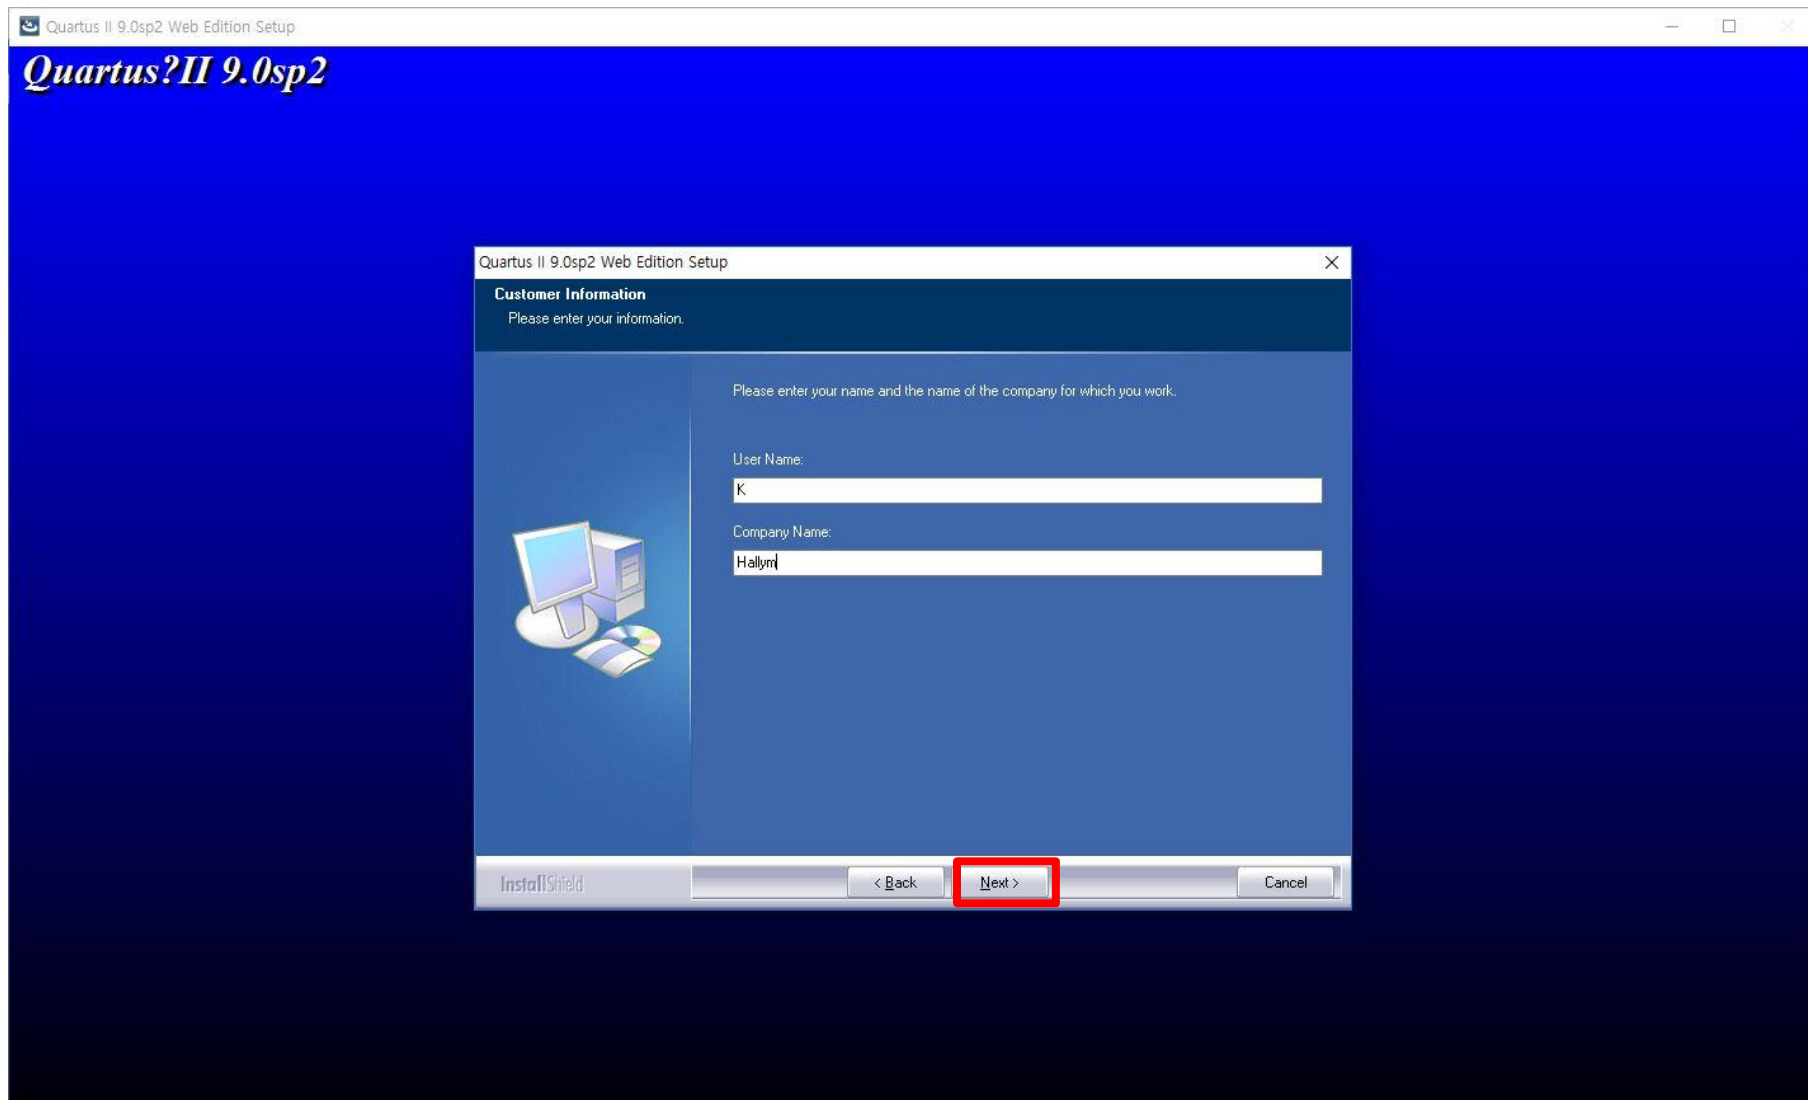 Quartus II 9.0sp2 Web Edition Setup
Quartus?II 9.0sp2
Quartus II 9.0sp2 Web Edition Setup
Customer Information
Please enter your information.
Please enter your name and the name of the company for which you work.
User Name:
K
Company Name:
Hallym
InstallShield
< Back
Next >
Cancel